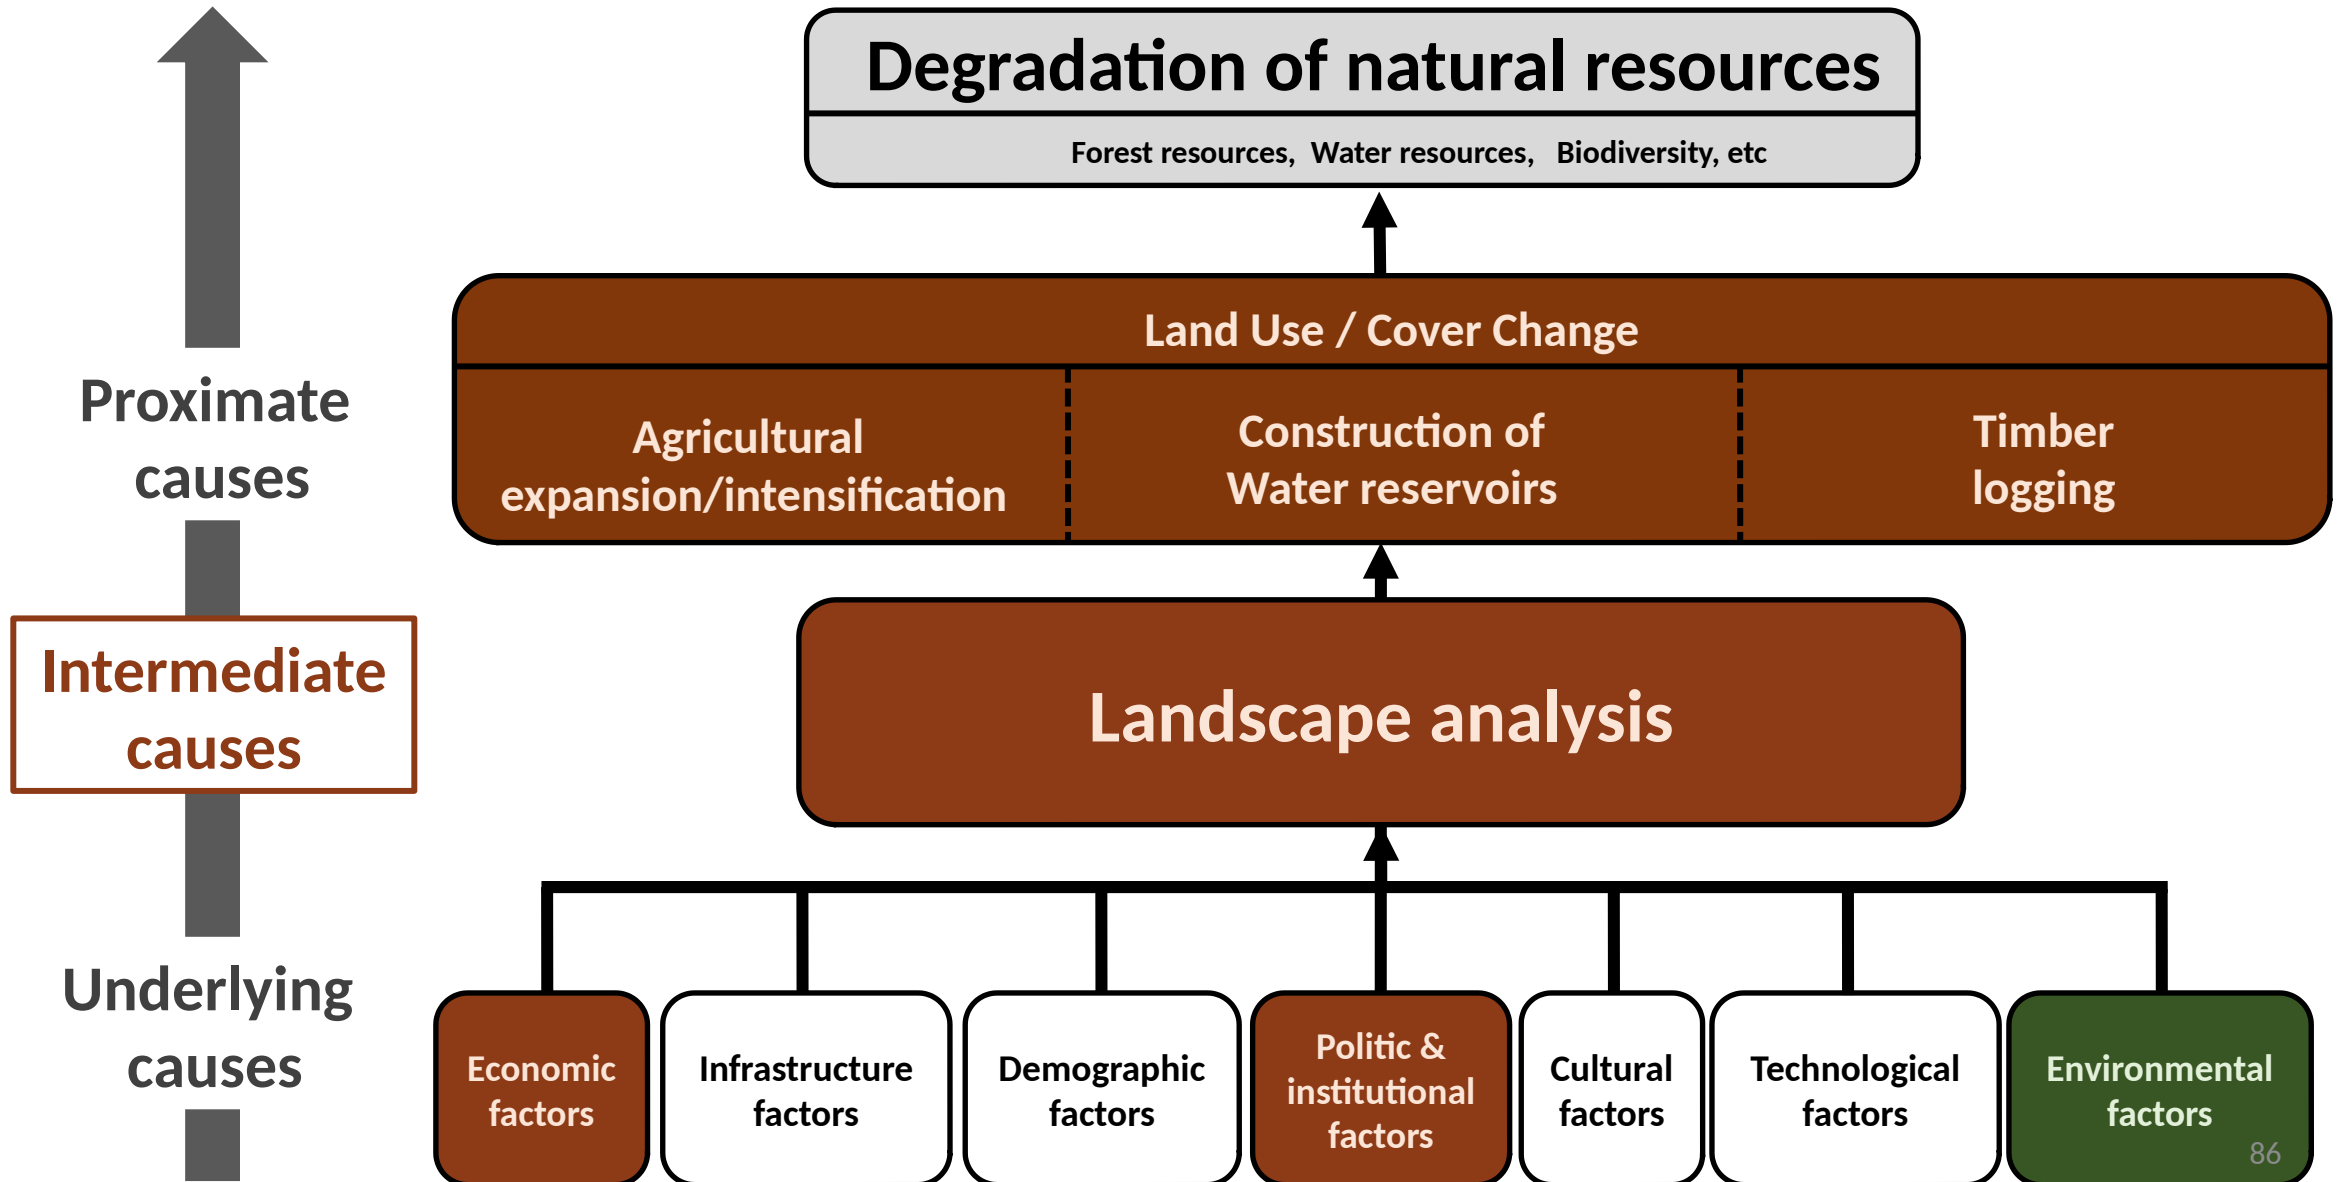 Degradation of natural resources
Forest resources, Water resources, Biodiversity, etc
Land Use / Cover Change
Agricultural
expansion/intensification
Construction of
Water reservoirs
Timber
logging
Proximate
causes
Intermediate
causes
Landscape analysis
Underlying
causes
Economic
factors
Infrastructure
factors
Demographic
factors
Politic &
institutional
factors
Cultural
factors
Technological
factors
Environmental
factors
86